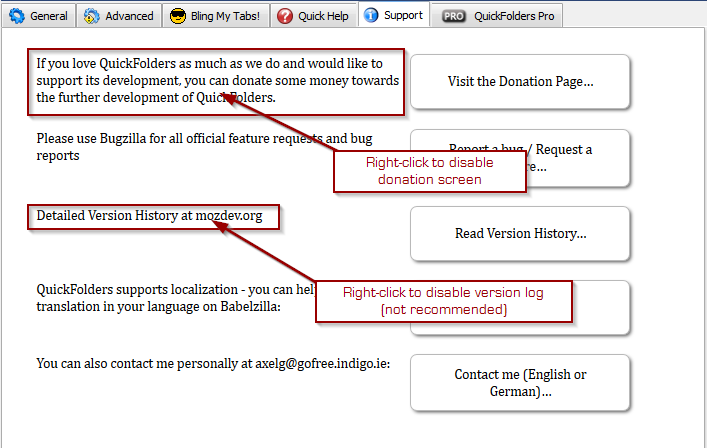 General
Advanced
Bling My Tabs!
Quick Help
Support
PRO QuickFolders Pro
If you love QuickFolders as much as we do and would like to
support its development, you can donate some money towards
the further development of QuickFolders.
Visit the Donation Page...
Please use Bugzilla for all official feature requests and bug
reports
Report a bug / Request a
Right-click to disable
donation screen
Detailed Version History at mozdev.org
Read Version History...
QuickFolders supports localization - you can help
translation in your language on Babelzilla:
Right-click to disable version log
(not recommended)
You can also contact me personally at axelg@gofree.indigo.ie:
Contact me (English or
German)...